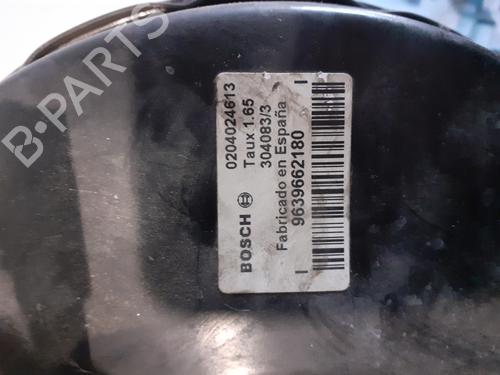 0204024613
Taux 1.65
304083/3
BOSCH
Fabricado en España
9639662180
B-PARTS